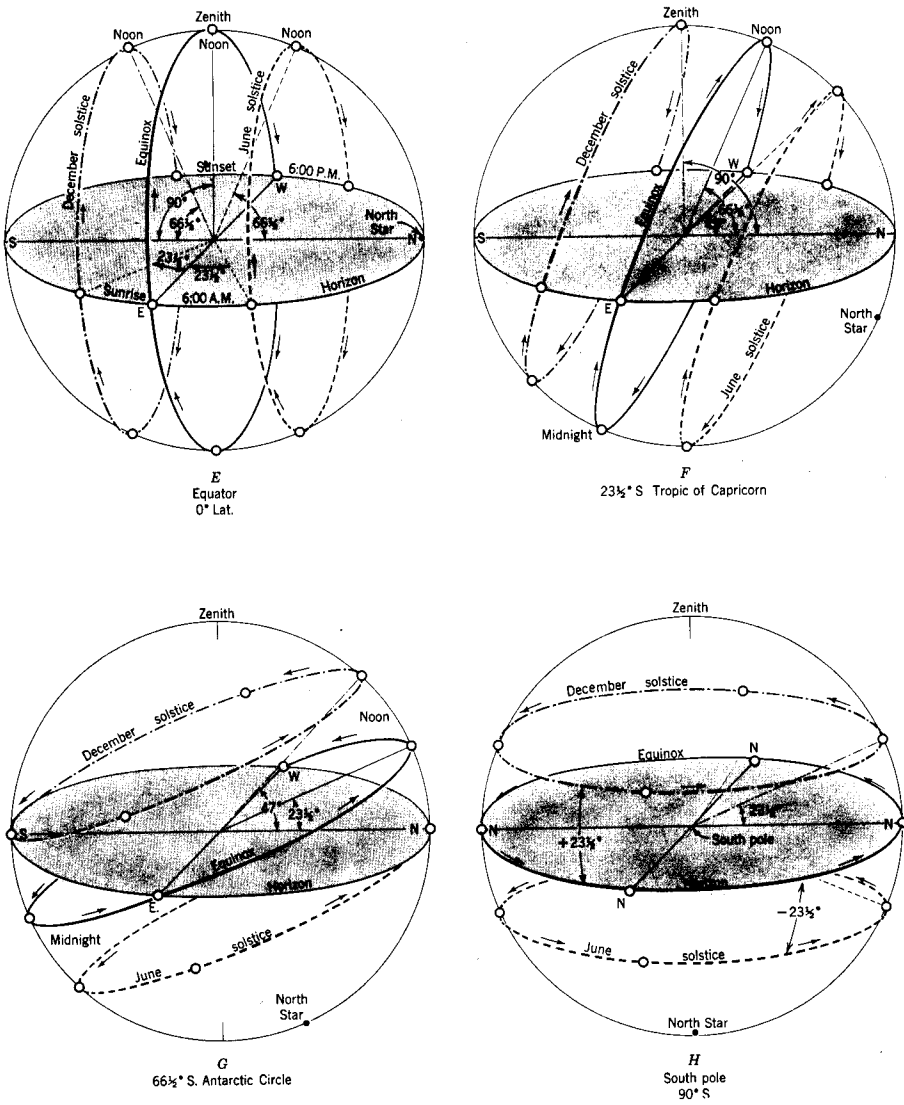 Zenith
Noon
Noon
Noon
December solstice
Equinox
June solstice
Sunset
6:00 P.M.
W
90°
66½°
66½°
S
North
Star
N
23½°
23½°
Sunrise
6:00 A.M.
Horizon
E
E
Equator
0° Lat.
Zenith
Noon
December solstice
Equinox
W
90°
S
N
Horizon
E
North
Star
June solstice
Midnight
F
23½° S Tropic of Capricorn
Zenith
December solstice
Noon
W
47°
23½°
S
N
Equinox
Horizon
E
Midnight
June solstice
North
Star
G
66½° S. Antarctic Circle
Zenith
December solstice
Equinox
N
23½°
N
N
South pole
+23½°
N
−23½°
June solstice
North Star
H
South pole
90° S